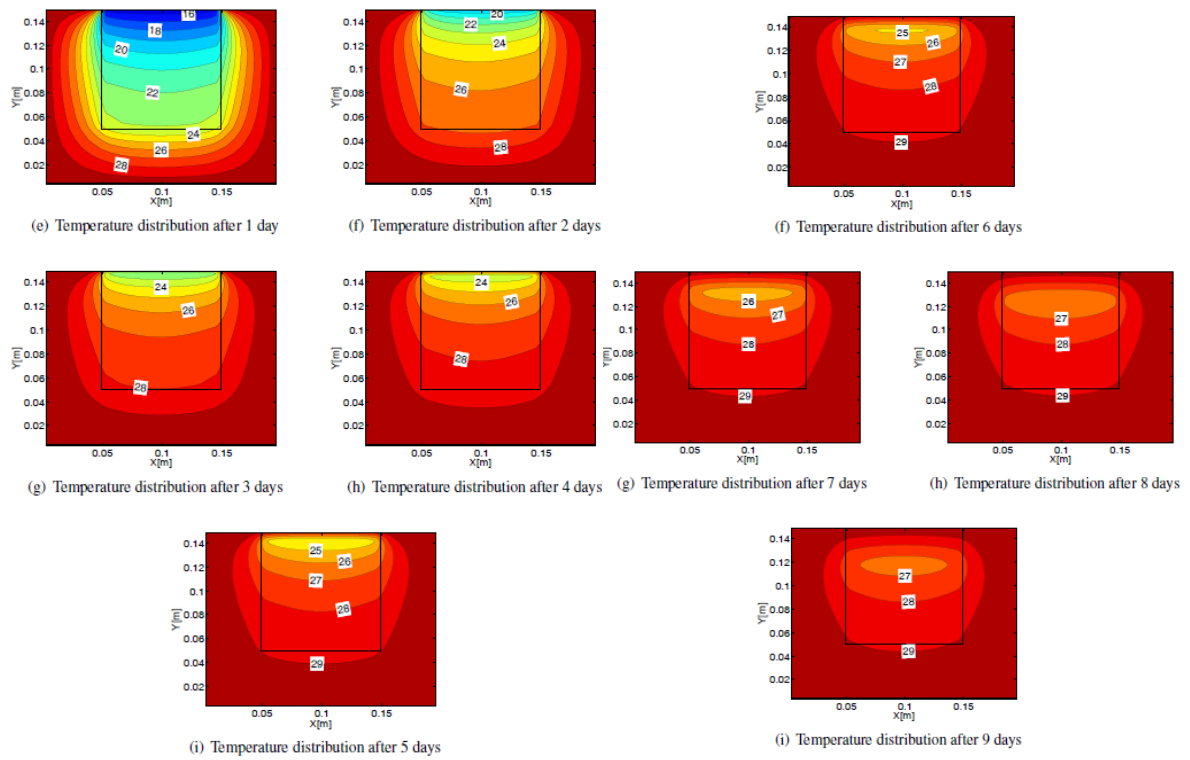 0.14
0.12
0.1
0.08
0.06
0.04
0.02
Y[m]
16
18
20
22
24
26
28
0.05 0.1 0.15
X[m]
(e) Temperature distribution after 1 day
0.14
0.12
0.1
0.08
0.06
0.04
0.02
Y[m]
20
22
24
26
28
0.05 0.1 0.15
X[m]
(f) Temperature distribution after 2 days
0.14
0.12
0.1
0.08
0.06
0.04
0.02
Y[m]
25
26
27
28
29
0.05 0.1 0.15
X[m]
(f) Temperature distribution after 6 days
0.14
0.12
0.1
0.08
0.06
0.04
0.02
Y[m]
24
26
28
0.05 0.1 0.15
X[m]
(g) Temperature distribution after 3 days
0.14
0.12
0.1
0.08
0.06
0.04
0.02
Y[m]
24
26
28
0.05 0.1 0.15
X[m]
(h) Temperature distribution after 4 days
0.14
0.12
0.1
0.08
0.06
0.04
0.02
Y[m]
26
27
28
29
0.05 0.1 0.15
X[m]
(g) Temperature distribution after 7 days
0.14
0.12
0.1
0.08
0.06
0.04
0.02
Y[m]
27
28
29
0.05 0.1 0.15
X[m]
(h) Temperature distribution after 8 days
0.14
0.12
0.1
0.08
0.06
0.04
0.02
Y[m]
25
26
27
28
29
0.05 0.1 0.15
X[m]
(i) Temperature distribution after 5 days
0.14
0.12
0.1
0.08
0.06
0.04
0.02
Y[m]
27
28
29
0.05 0.1 0.15
X[m]
(i) Temperature distribution after 9 days